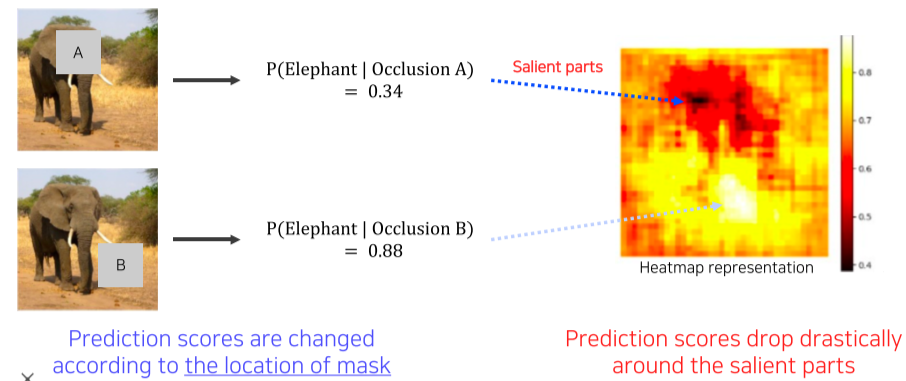 A
P(Elephant | Occlusion A)
= 0.34
Salient parts
0.8
0.7
0.6
0.5
0.4
B
P(Elephant | Occlusion B)
= 0.88
Heatmap representation
Prediction scores are changed
according to the location of mask
Prediction scores drop drastically
around the salient parts